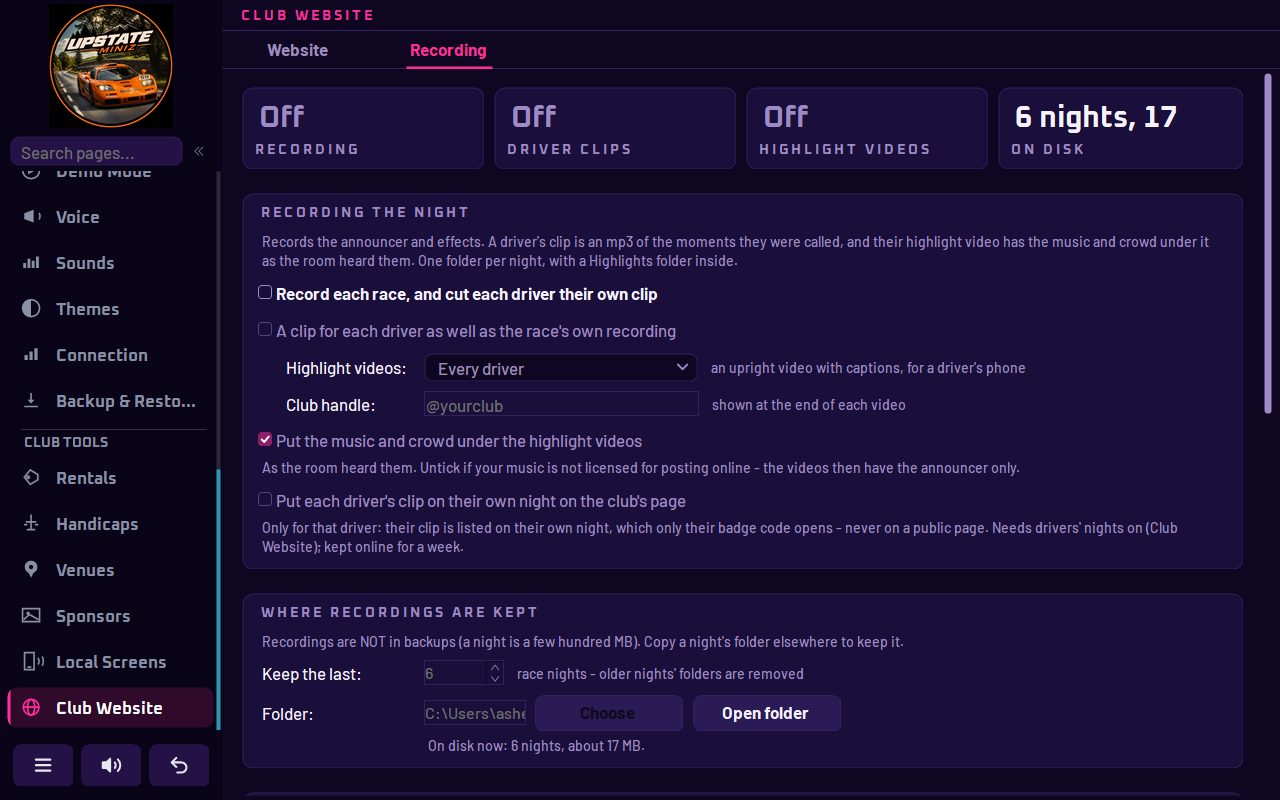 CLUB WEBSITE
UPSTATE
MINIZ
Website
Recording
Search pages...
«
Off
RECORDING
Off
DRIVER CLIPS
Off
HIGHLIGHT VIDEOS
6 nights, 17
ON DISK
Demo Mode
Voice
Sounds
Themes
Connection
Backup & Resto...
CLUB TOOLS
Rentals
Handicaps
Venues
Sponsors
Local Screens
Club Website
RECORDING THE NIGHT
Records the announcer and effects. A driver's clip is an mp3 of the moments they were called, and their highlight video has the music and crowd under it
as the room heard them. One folder per night, with a Highlights folder inside.
Record each race, and cut each driver their own clip
A clip for each driver as well as the race's own recording
Highlight videos: Every driver an upright video with captions, for a driver's phone
Club handle: @yourclub shown at the end of each video
Put the music and crowd under the highlight videos
As the room heard them. Untick if your music is not licensed for posting online - the videos then have the announcer only.
Put each driver's clip on their own night on the club's page
Only for that driver: their clip is listed on their own night, which only their badge code opens - never on a public page. Needs drivers' nights on (Club
Website); kept online for a week.
WHERE RECORDINGS ARE KEPT
Recordings are NOT in backups (a night is a few hundred MB). Copy a night's folder elsewhere to keep it.
Keep the last: 6 race nights - older nights' folders are removed
Folder: C:\Users\ashe Choose Open folder
On disk now: 6 nights, about 17 MB.